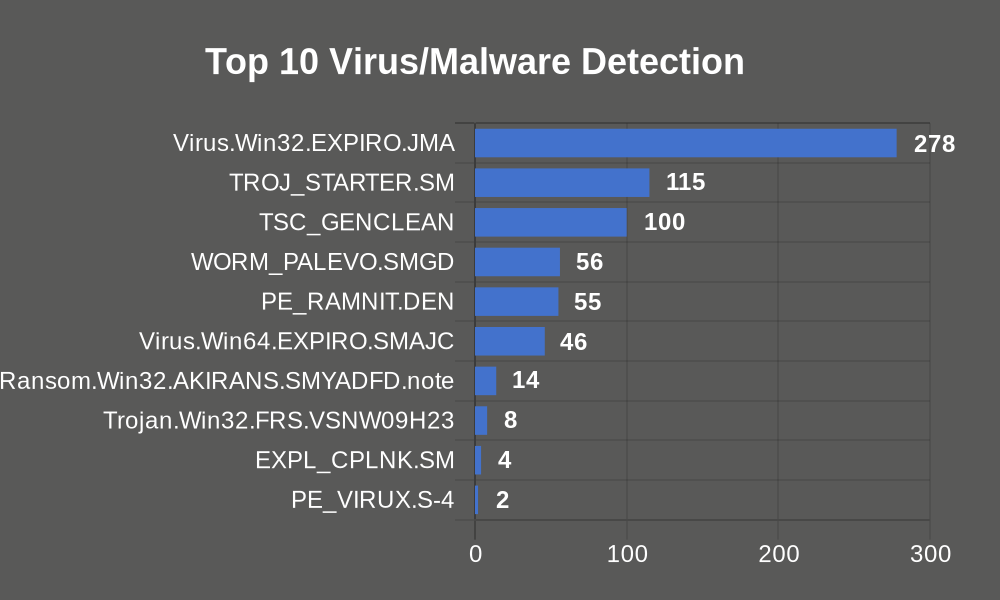 Top 10 Virus/Malware Detection
Virus.Win32.EXPIRO.JMA 278
TROJ_STARTER.SM 115
TSC_GENCLEAN 100
WORM_PALEVO.SMGD 56
PE_RAMNIT.DEN 55
Virus.Win64.EXPIRO.SMAJC 46
Ransom.Win32.AKIRANS.SMYADFD.note 14
Trojan.Win32.FRS.VSNW09H23 8
EXPL_CPLNK.SM 4
PE_VIRUX.S-4 2
0 100 200 300